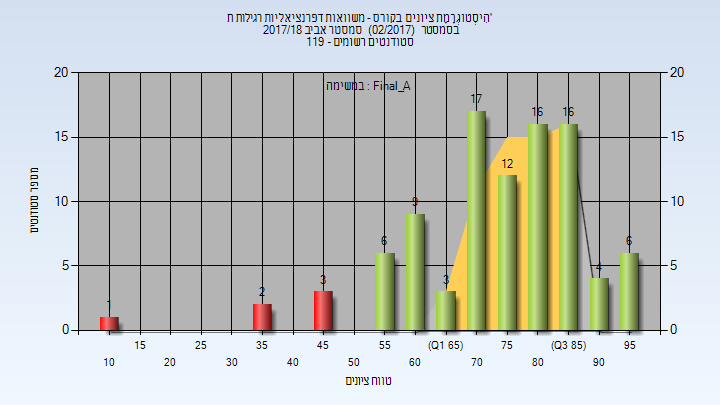 הִיסְטוֹגְרָמַת ציונים בקורס - משוואות דפרנציאליות רגילות ת'
בסמסטר (02/2017) סמסטר אביב 2017/18
סטודנטים רשומים - 119
במשימה : Final_A
20 20
15 15
10 10
5 5
0 0
מספר סטודנטים
1 2 3 6 9 3 17 12 16 16 4 6
15 25 35 45 55 (Q1 65) 75 (Q3 85) 95
10 20 30 40 50 60 70 80 90
טווח ציונים